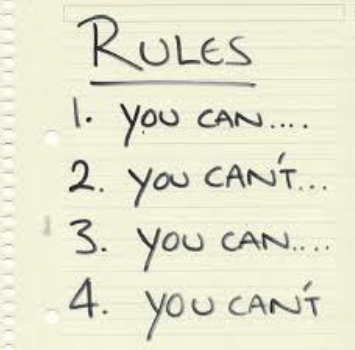 RULES
1. YOU CAN....
2. YOU CAN'T...
3. YOU CAN....
4. YOU CAN'T